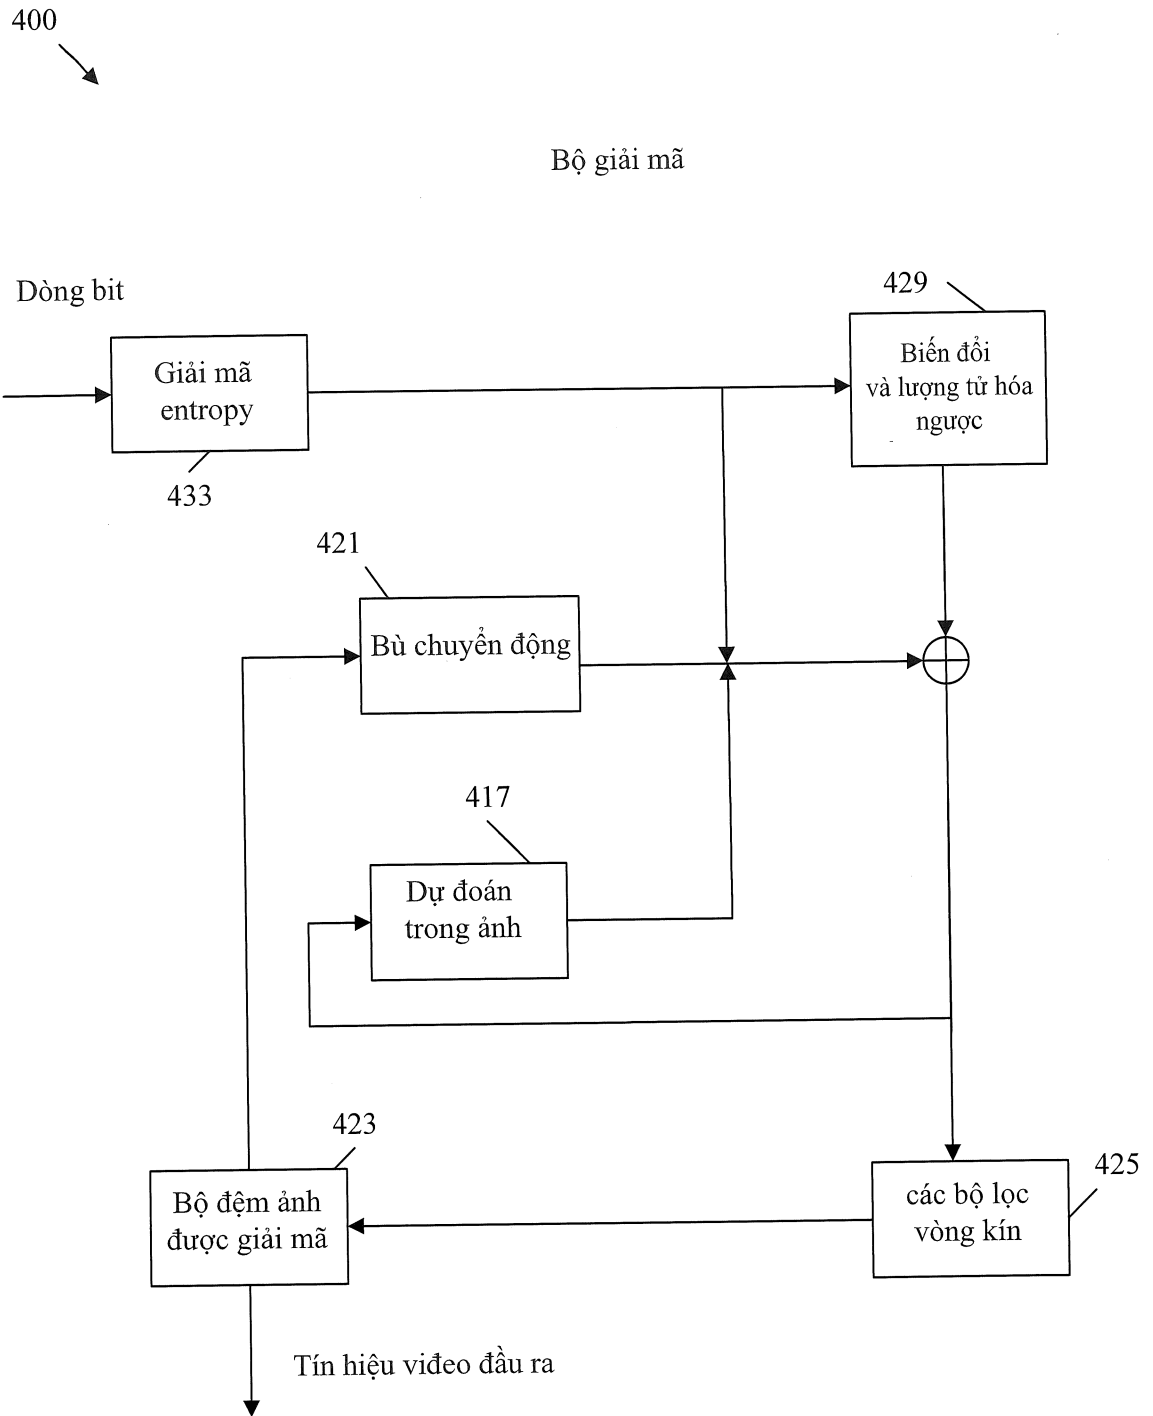 400
Bộ giải mã
Dòng bit
429
Giải mã
entropy
433
Biến đổi
và lượng tử hóa
ngược
421
Bù chuyển động
417
Dự đoán
trong ảnh
423
Bộ đệm ảnh
được giải mã
425
các bộ lọc
vòng kín
Tín hiệu viđeo đầu ra